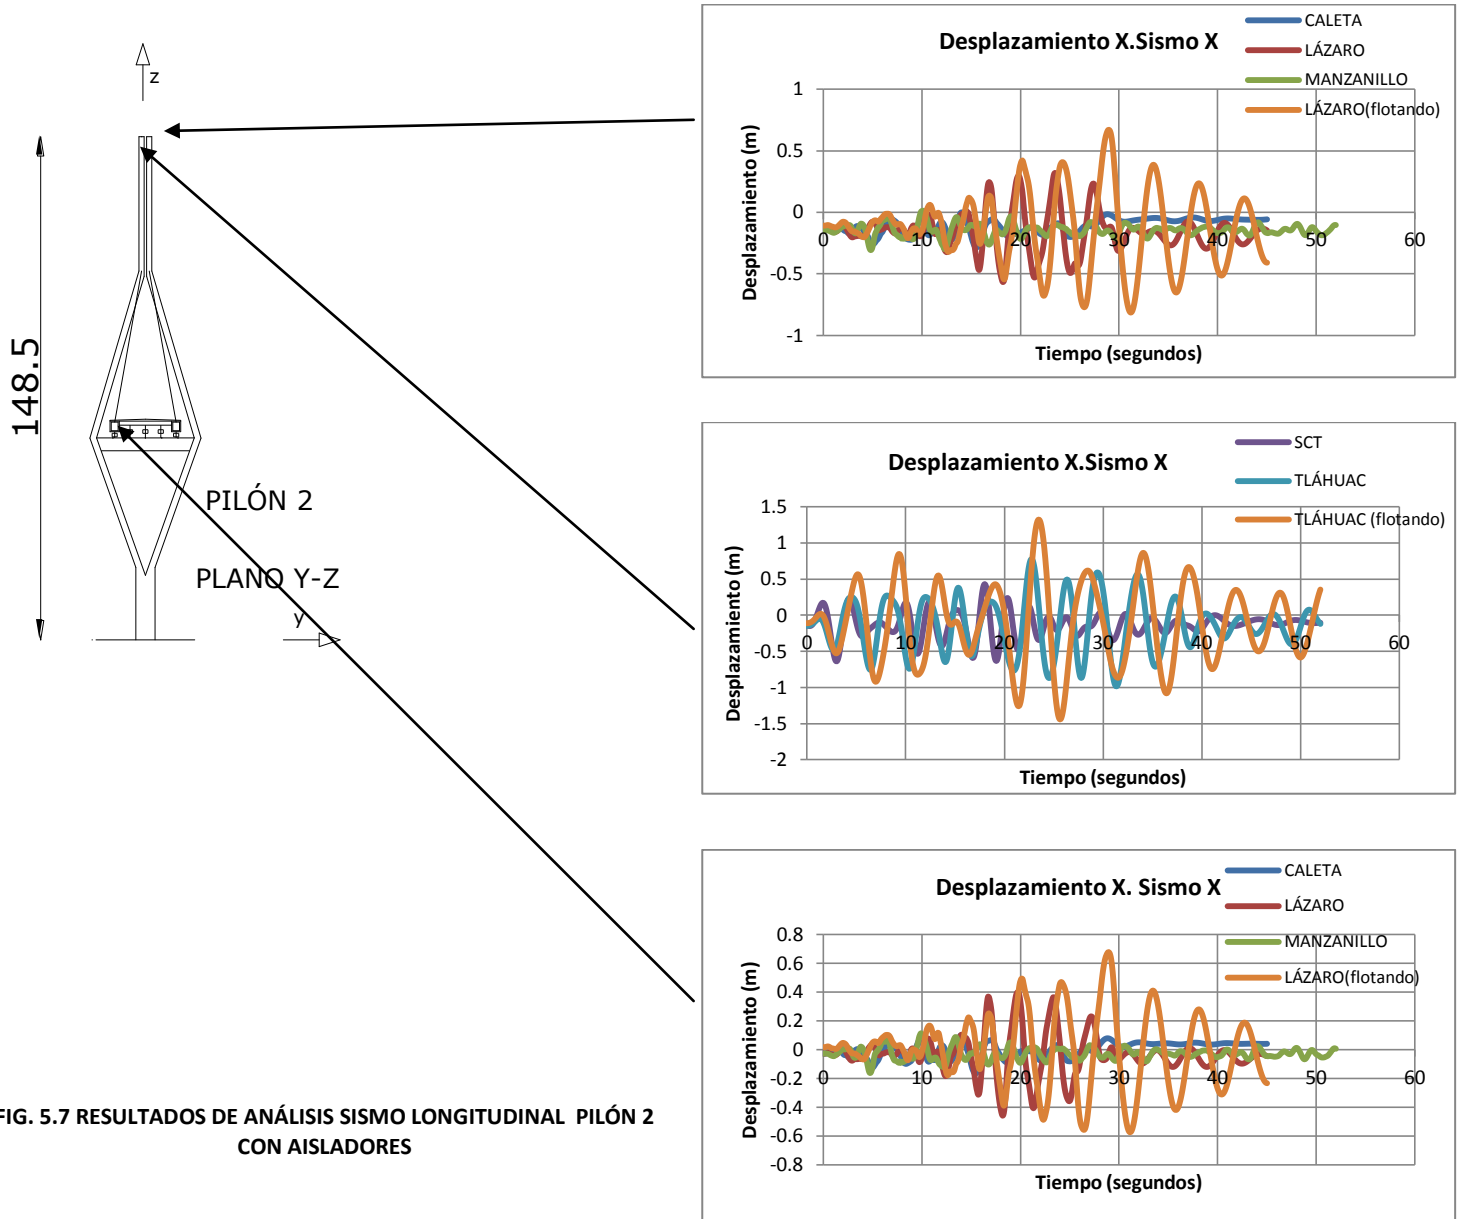 z
148.5
PILÓN 2
PLANO Y-Z
y
FIG. 5.7 RESULTADOS DE ANÁLISIS SISMO LONGITUDINAL PILÓN 2
CON AISLADORES
Desplazamiento X.Sismo X
CALETA
LÁZARO
MANZANILLO
LÁZARO(flotando)
Desplazamiento (m)
1
0.5
0
-0.5
-1
0 10 20 30 40 50 60
Tiempo (segundos)
Desplazamiento X.Sismo X
SCT
TLÁHUAC
TLÁHUAC (flotando)
Desplazamiento (m)
1.5
1
0.5
0
-0.5
-1
-1.5
-2
0 10 20 30 40 50 60
Tiempo (segundos)
Desplazamiento X. Sismo X
CALETA
LÁZARO
MANZANILLO
LÁZARO(flotando)
Desplazamiento (m)
0.8
0.6
0.4
0.2
0
-0.2
-0.4
-0.6
-0.8
0 10 20 30 40 50 60
Tiempo (segundos)